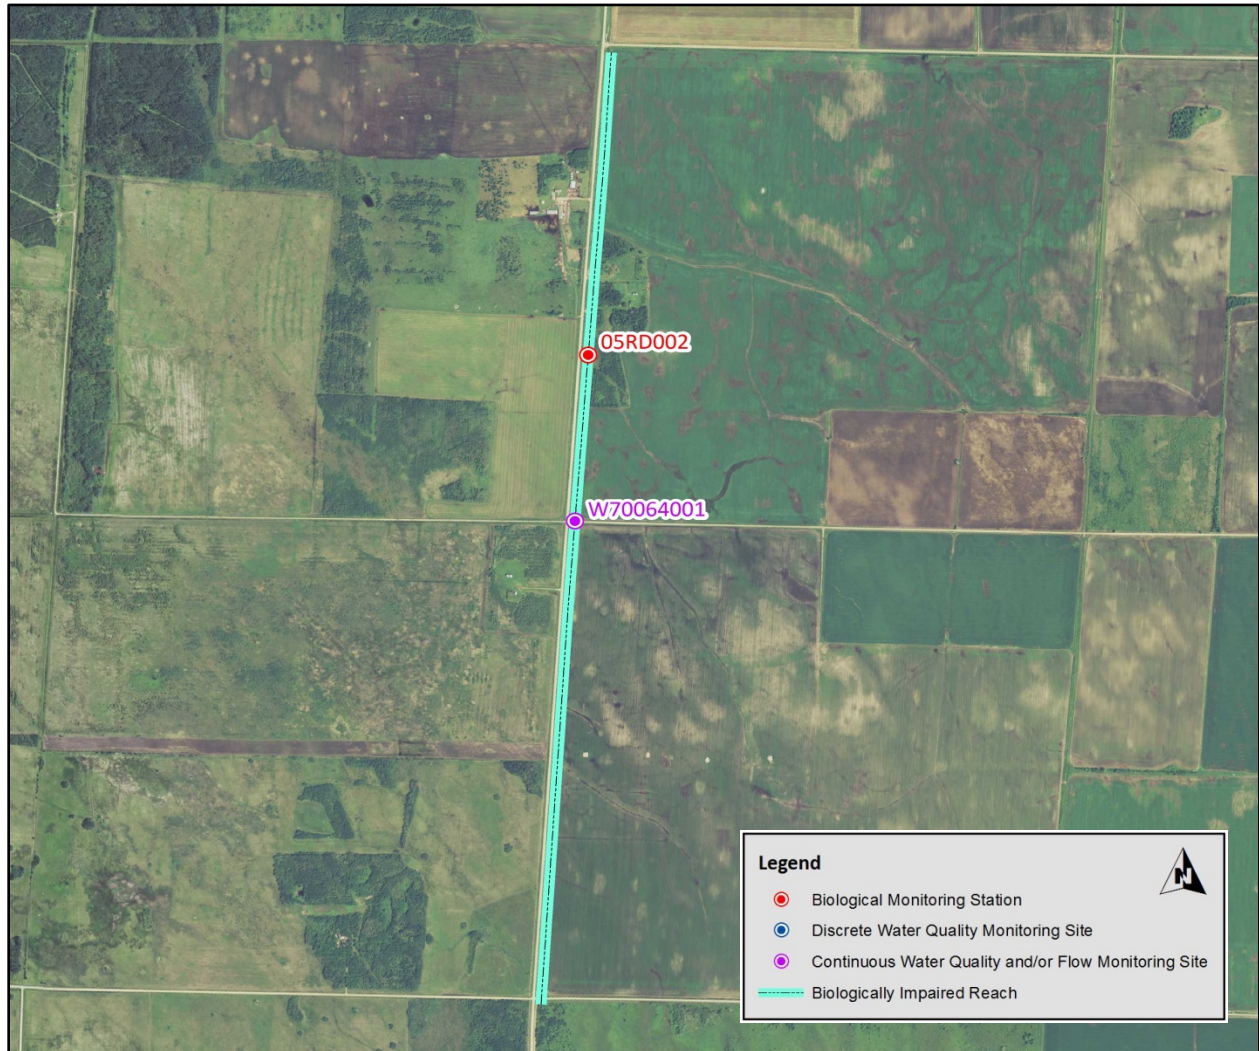 05RD002
W70064001
Legend
N
Biological Monitoring Station
Discrete Water Quality Monitoring Site
Continuous Water Quality and/or Flow Monitoring Site
Biologically Impaired Reach